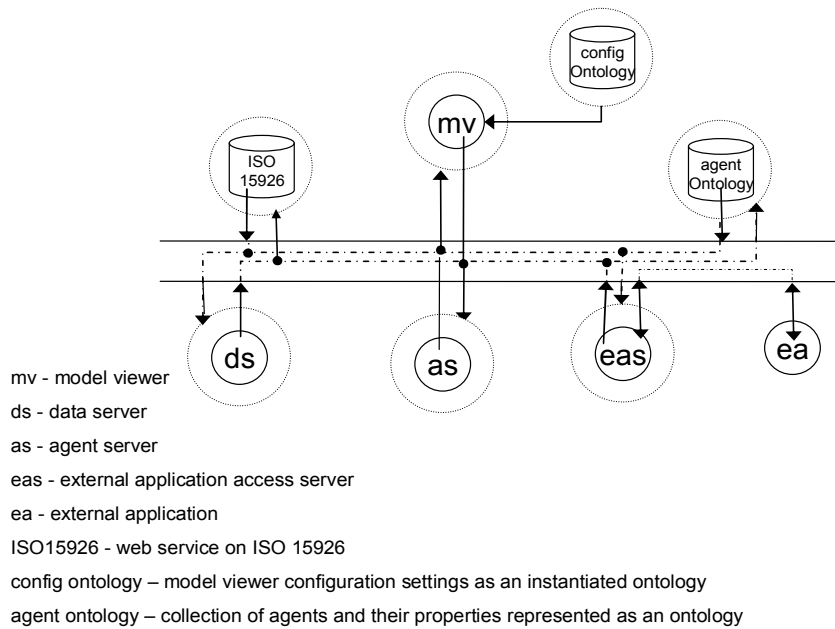 config
Ontology
mv
ISO
15926
agent
Ontology
ds
as
eas
ea
mv - model viewer
ds - data server
as - agent server
eas - external application access server
ea - external application
ISO15926 - web service on ISO 15926
config ontology – model viewer configuration settings as an instantiated ontology
agent ontology – collection of agents and their properties represented as an ontology